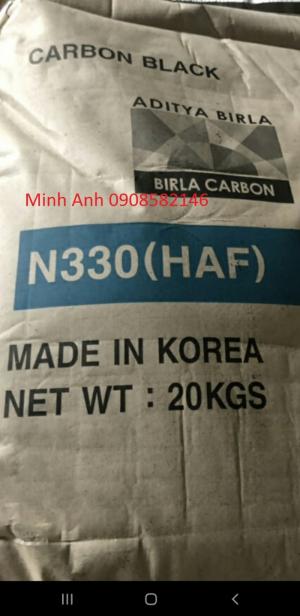 CARBON BLACK
ADITYA BIRLA
BIRLA CARBON
Minh Anh 0908582146
N330(HAF)
MADE IN KOREA
NET WT : 20KGS